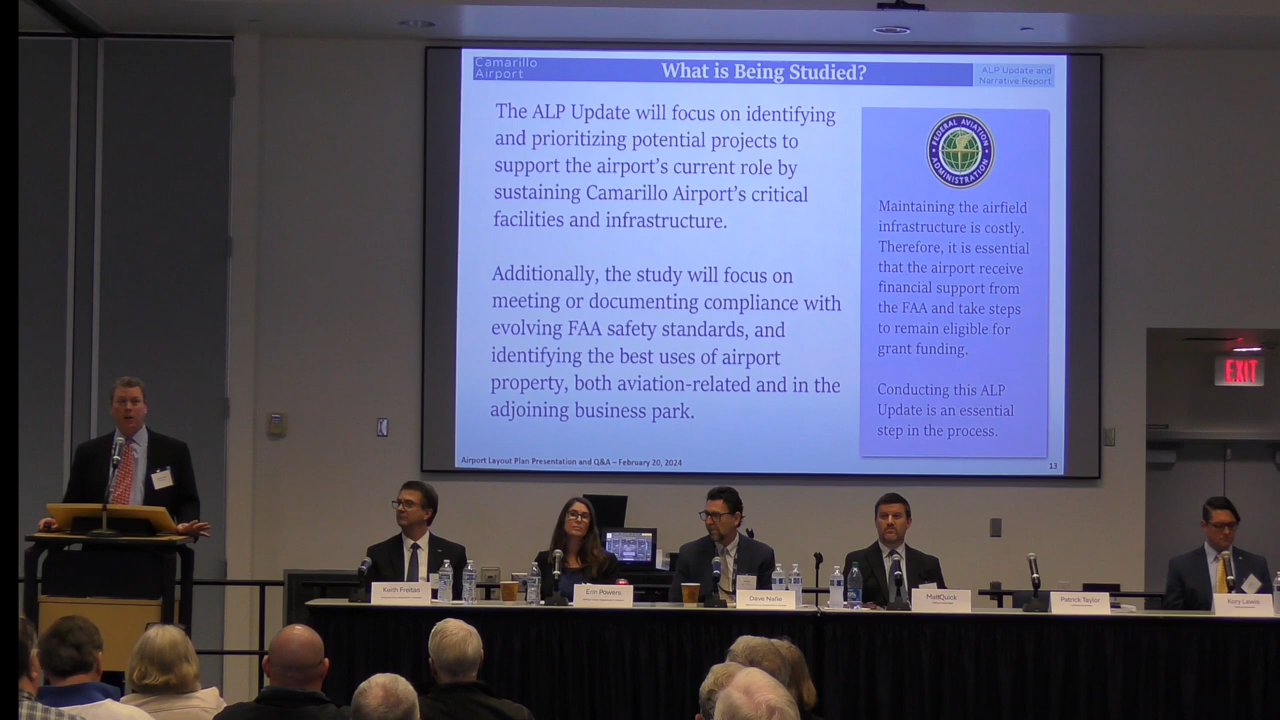 Camarillo
Airport
What is Being Studied?
ALP Update and
Narrative Report
The ALP Update will focus on identifying
and prioritizing potential projects to
support the airport's current role by
sustaining Camarillo Airport's critical
facilities and infrastructure.
Additionally, the study will focus on
meeting or documenting compliance with
evolving FAA safety standards, and
identifying the best uses of airport
property, both aviation-related and in the
adjoining business park.
FEDERAL AVIATION
ADMINISTRATION
Maintaining the airfield
infrastructure is costly.
Therefore, it is essential
that the airport receive
financial support from
the FAA and take steps
to remain eligible for
grant funding.
Conducting this ALP
Update is an essential
step in the process.
Airport Layout Plan Presentation and Q&A – February 20, 2024
13
EXIT
Keith Freitas
Erin Powers
Dave Nafie
Matt Quick
Patrick Taylor
Kory Lewis